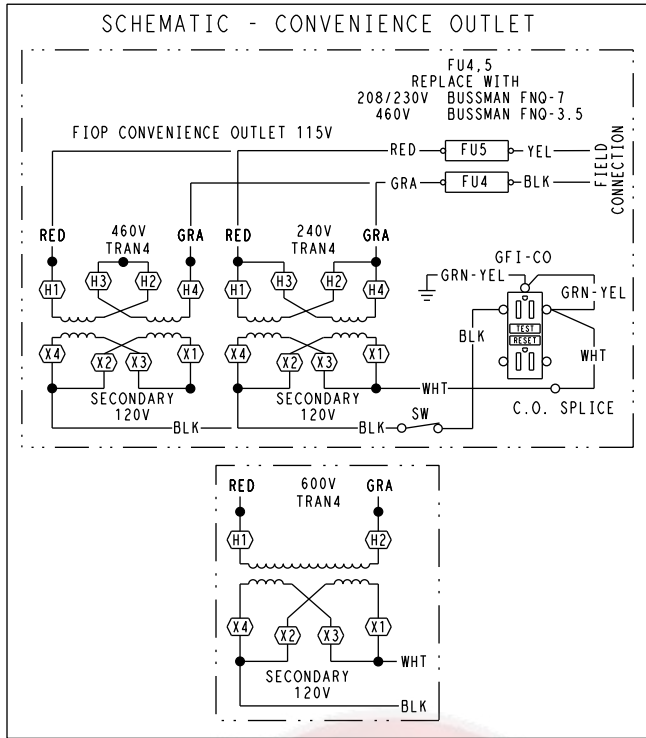 SCHEMATIC - CONVENIENCE OUTLET
FU4,5
REPLACE WITH
208/230V BUSSMAN FNQ-7
460V BUSSMAN FNQ-3.5
FIOP CONVENIENCE OUTLET 115V
RED FU5 YEL
GRA FU4 BLK
FIELD
CONNECTION
RED 460V GRA RED 240V GRA
TRAN4 TRAN4
H1 H3 H2 H4 H1 H3 H2 H4
GFI-CO
GRN-YEL
GRN-YEL
TEST
RESET
BLK
WHT
X4 X2 X3 X1 X4 X2 X3 X1
SECONDARY SECONDARY WHT
120V 120V
C.O. SPLICE
BLK BLK SW
RED 600V GRA
TRAN4
H1 H2
X4 X2 X3 X1
WHT
SECONDARY
120V
BLK